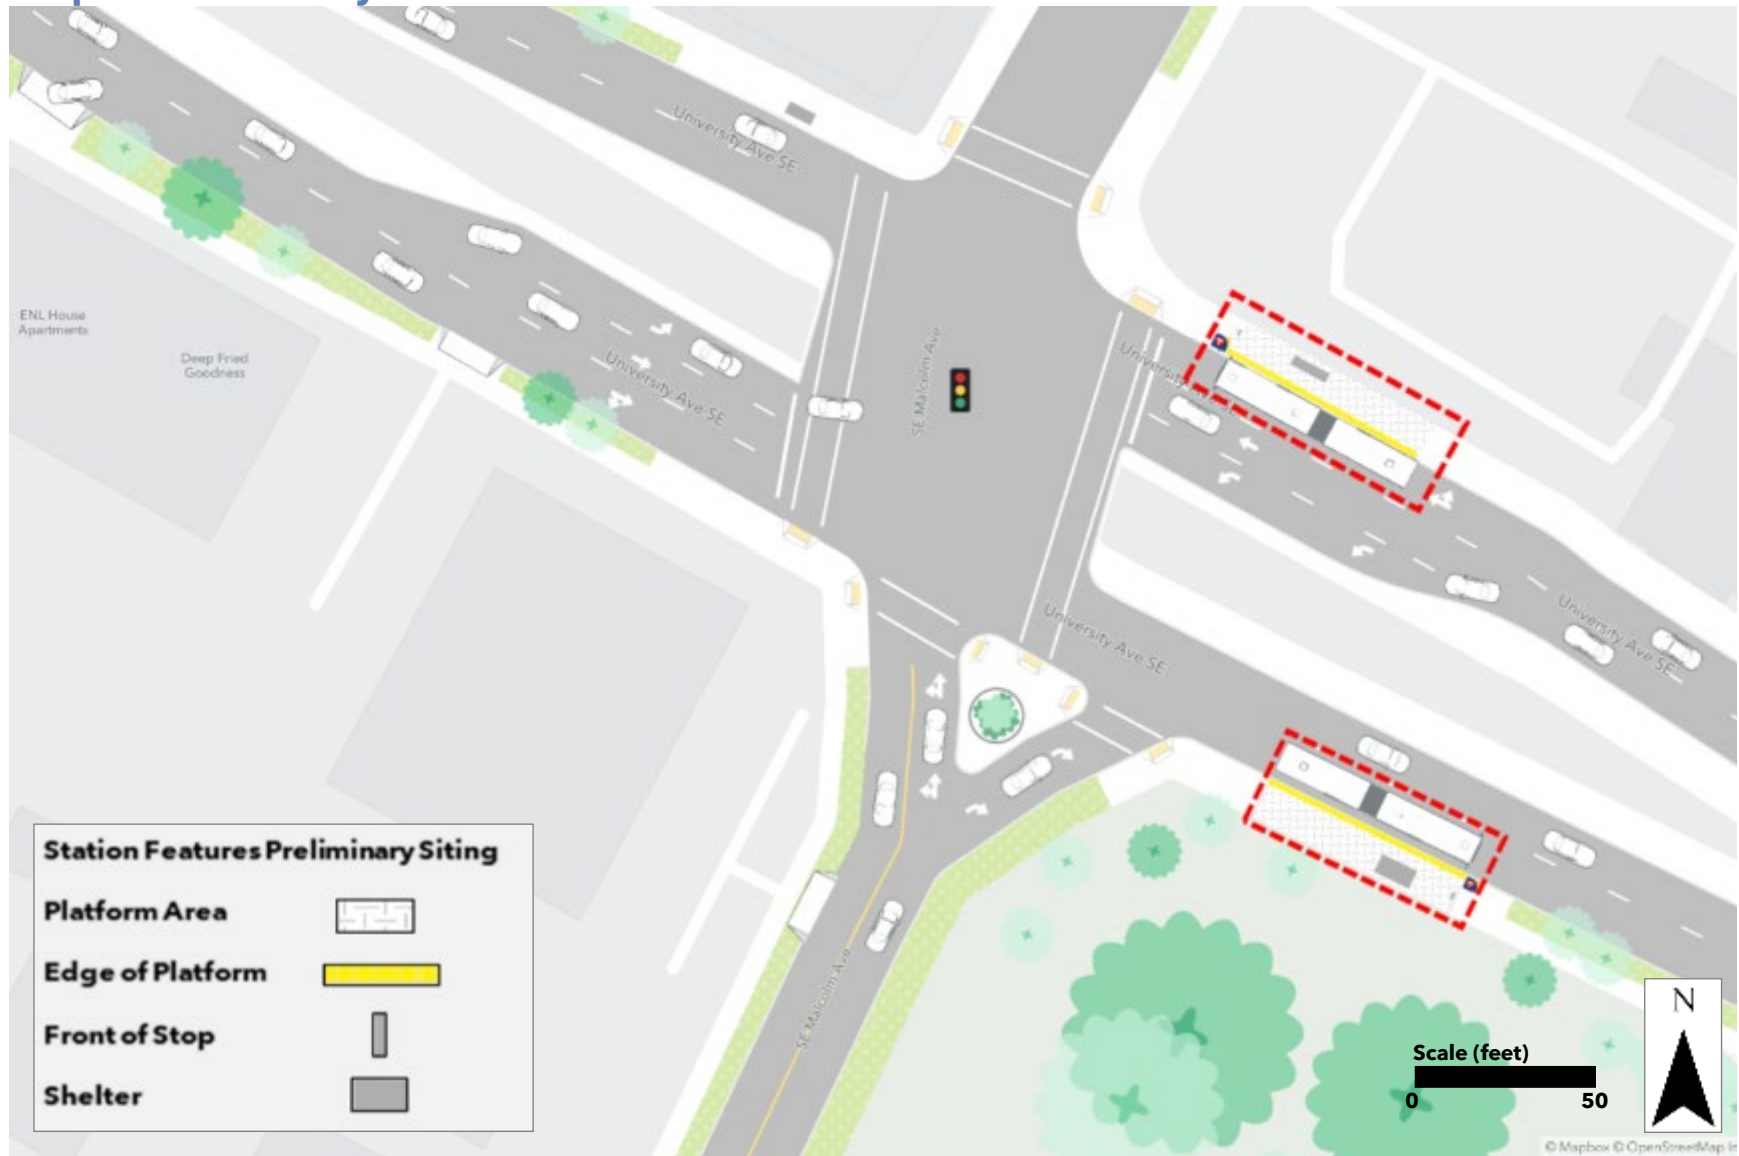 University Ave SE
SE Malcolm Ave
University Ave SE
ENL House
Apartments
Deep Fried
Goodness
University Ave SE
University Ave SE
University Ave SE
SE Malcolm Ave
Station Features Preliminary Siting
Platform Area
Edge of Platform
Front of Stop
Shelter
N
Scale (feet)
0 50
© Mapbox © OpenStreetMap